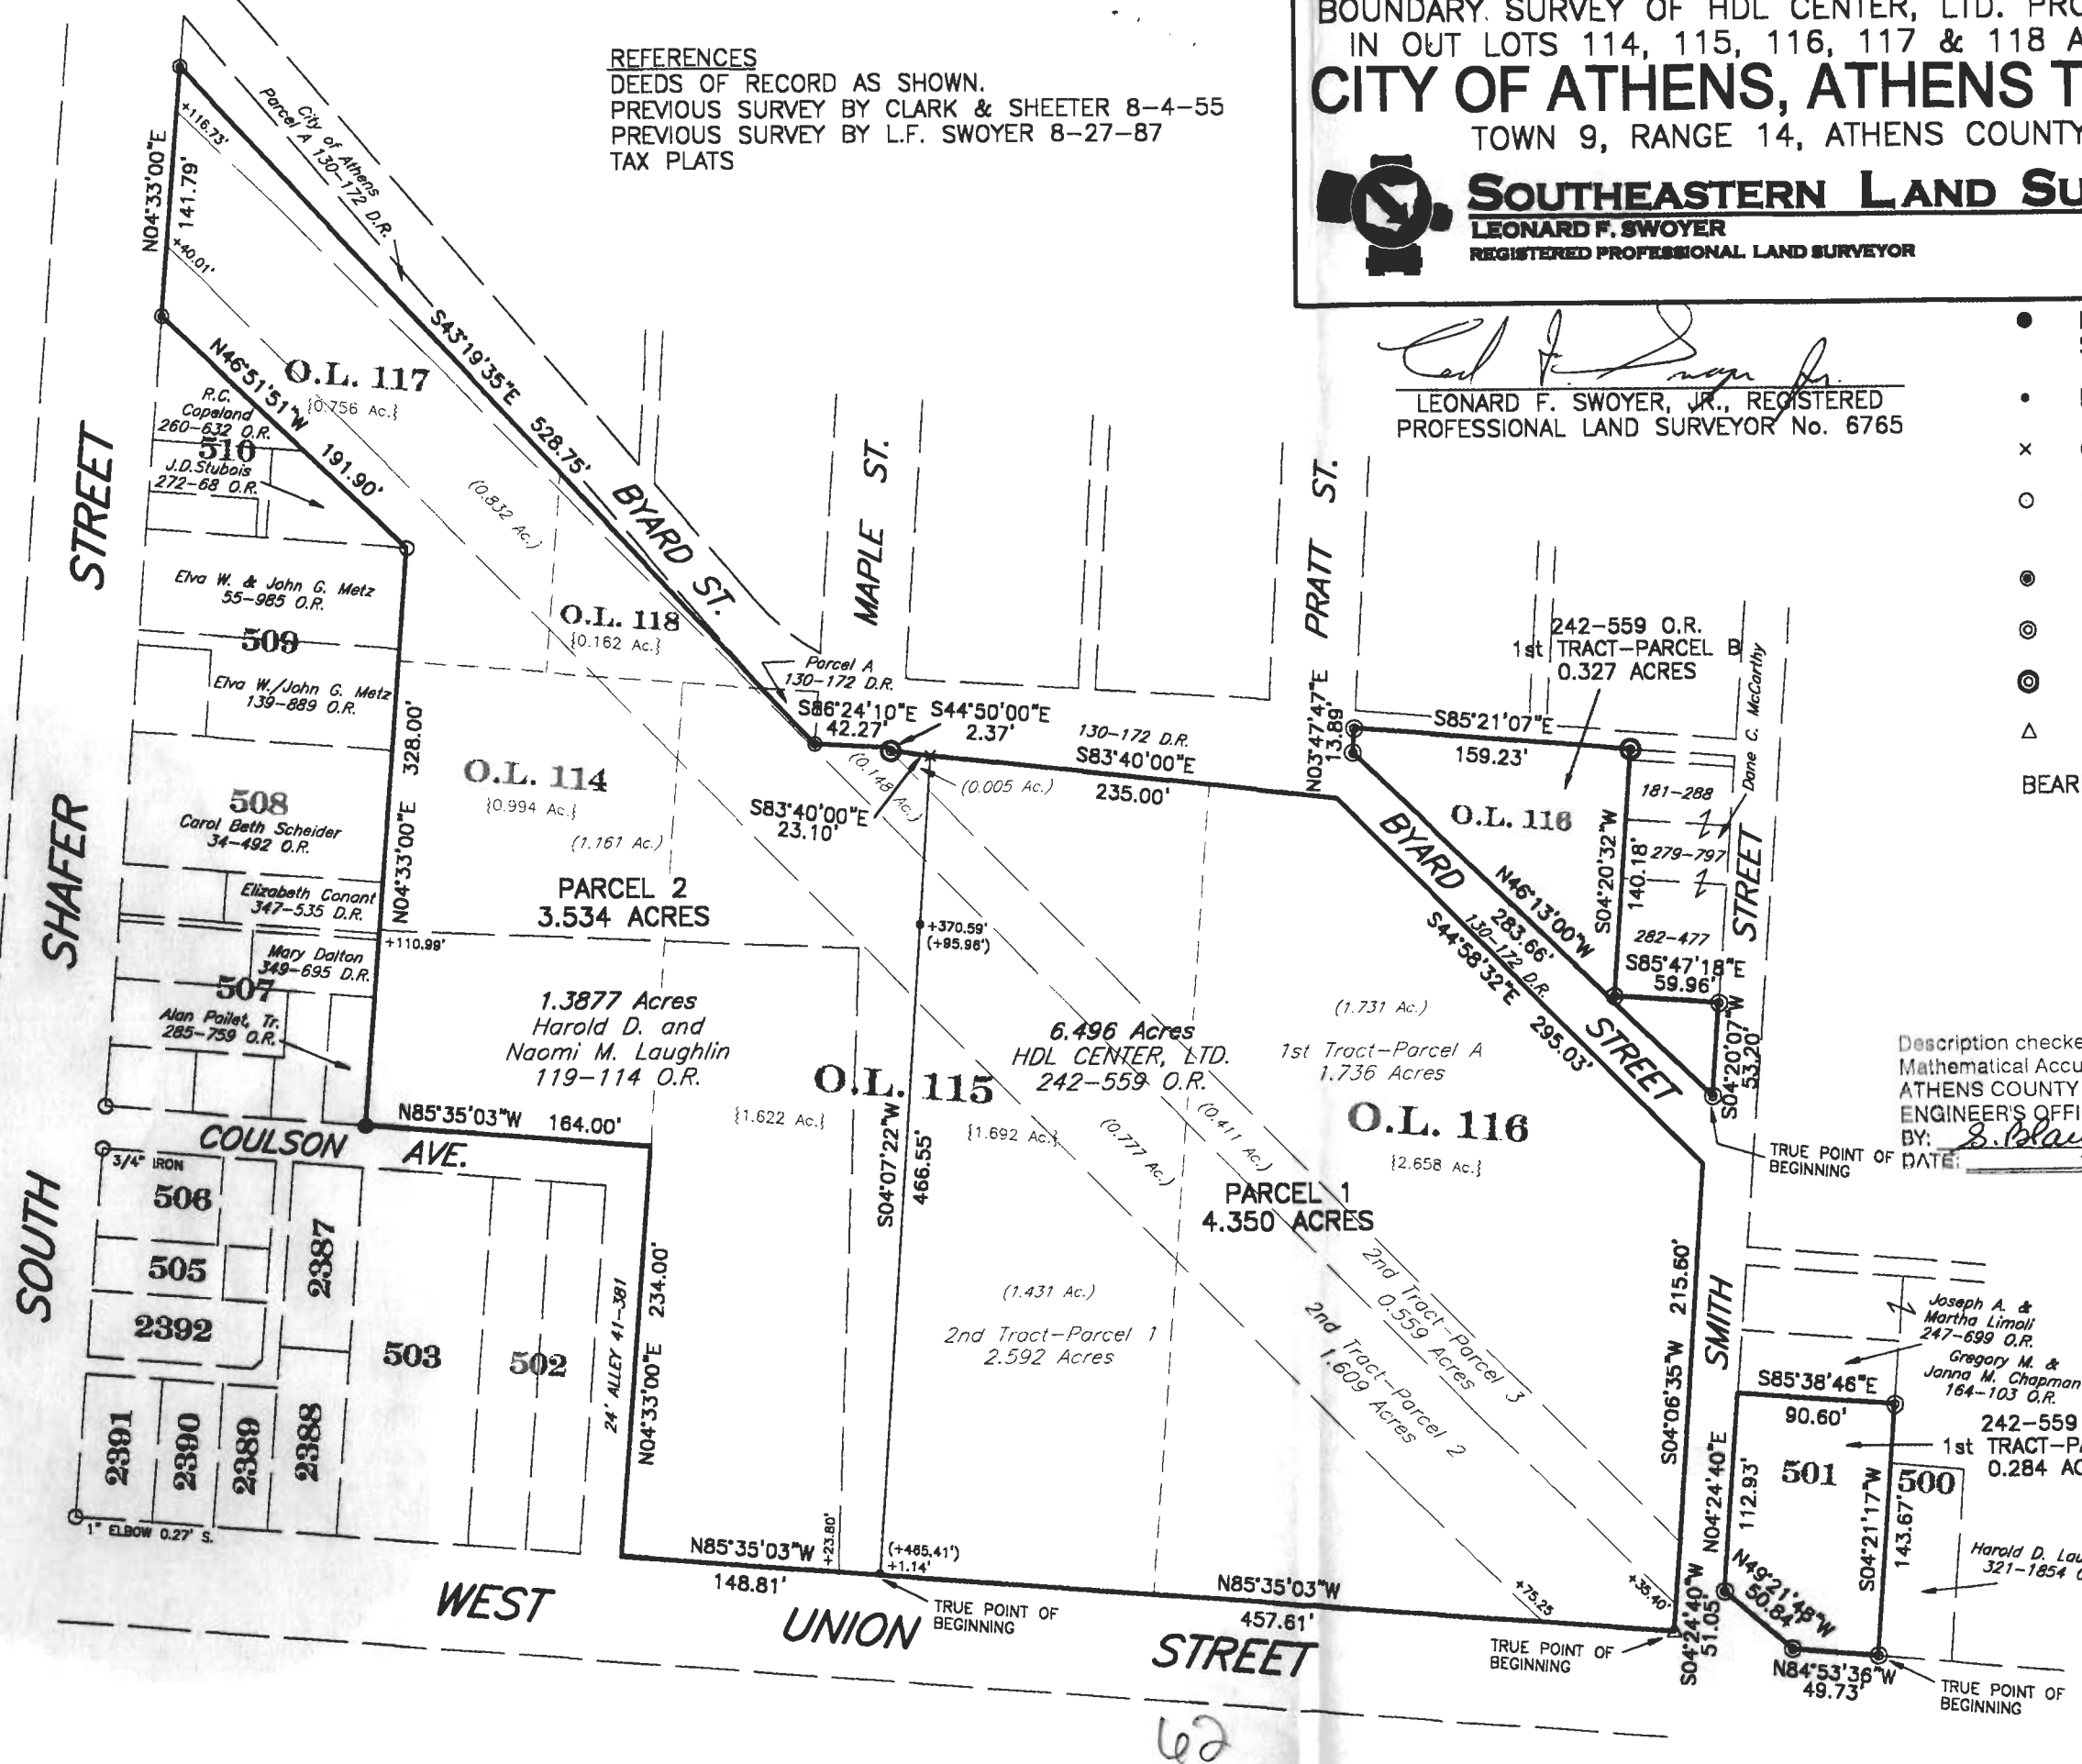 REFERENCES
DEEDS OF RECORD AS SHOWN.
PREVIOUS SURVEY BY CLARK & SHEETER 8-4-55
PREVIOUS SURVEY BY L.F. SWOYER 8-27-87
TAX PLATS
BOUNDARY SURVEY OF HDL CENTER, LTD. PRO
IN OUT LOTS 114, 115, 116, 117 & 118 A
CITY OF ATHENS, ATHENS T
TOWN 9, RANGE 14, ATHENS COUNTY
SOUTHEASTERN LAND SU
LEONARD F. SWOYER
REGISTERED PROFESSIONAL LAND SURVEYOR
LEONARD F. SWOYER, JR., REGISTERED
PROFESSIONAL LAND SURVEYOR No. 6765
BEAR
N04°33'00"E
141.79'
+116.73'
+40.01'
City of Athens
Parcel A 130-172 D.R.
S43°19'35"E 528.75'
BYARD ST.
N46°51'51"W 191.90'
O.L. 117
{0.756 Ac.}
R.C.
Copeland
260-632 O.R.
510
J.D.Stubois
272-68 O.R.
(0.832 Ac.)
Elva W. & John G. Metz
55-985 O.R.
509
Elva W./John G. Metz
139-889 O.R.
O.L. 118
{0.162 Ac.}
MAPLE ST.
Parcel A
130-172 D.R.
S86°24'10"E
42.27'
S44°50'00"E
2.37'
130-172 D.R.
S83°40'00"E
235.00'
(0.148 Ac.)
(0.005 Ac.)
S83°40'00"E
23.10'
PRATT ST.
N03°47'47"E
13.89'
242-559 O.R.
1st TRACT-PARCEL B
0.327 ACRES
S85°21'07"E
159.23'
Dane C. McCarthy
181-288
O.L. 116
279-797
S04°20'32"W
140.18'
282-477
S85°47'18"E
59.96'
S04°20'07"W
53.20'
BYARD STREET
N46°13'00"W
283.66'
130-172 D.R.
S44°58'32"E 295.03'
TRUE POINT OF
BEGINNING
Description checke
Mathematical Accu
ATHENS COUNTY
ENGINEER'S OFFI
BY:
DATE:
SOUTH SHAFER STREET
508
Carol Beth Scheider
34-492 O.R.
Elizabeth Conant
347-535 D.R.
Mary Dalton
349-695 D.R.
507
Alan Pailet, Tr.
285-759 O.R.
N04°33'00"E 328.00'
+110.99'
O.L. 114
{0.994 Ac.}
(1.161 Ac.)
PARCEL 2
3.534 ACRES
1.3877 Acres
Harold D. and
Naomi M. Laughlin
119-114 O.R.
+370.59'
(+95.96')
O.L. 115
{1.622 Ac.}
{1.692 Ac.}
S04°07'22"W
466.55'
6.496 Acres
HDL CENTER, LTD.
242-559 O.R.
(1.731 Ac.)
1st Tract-Parcel A
1.736 Acres
O.L. 116
{2.658 Ac.}
(0.411 Ac.)
(0.777 Ac.)
PARCEL 1
4.350 ACRES
(1.431 Ac.)
2nd Tract-Parcel 1
2.592 Acres
2nd Tract-Parcel 3
0.559 Acres
2nd Tract-Parcel 2
1.609 Acres
N85°35'03"W 164.00'
COULSON AVE.
3/4" IRON
506
505
2392
2387
2391
2390
2389
2388
503
502
24' ALLEY 41-381
N04°33'00"E 234.00'
1" ELBOW 0.27' S.
N85°35'03"W
148.81'
+23.80'
(+465.41')
+1.14'
TRUE POINT OF
BEGINNING
WEST UNION STREET
N85°35'03"W
457.61'
+75.25
+35.40'
TRUE POINT OF
BEGINNING
S04°06'35"W 215.60'
SMITH STREET
Joseph A. &
Martha Limoli
247-699 O.R.
Gregory M. &
Janna M. Chapman
164-103 O.R.
S85°38'46"E
90.60'
242-559
1st TRACT-PA
0.284 AC
501
500
N04°24'40"E
112.93'
S04°21'17"W
143.67'
Harold D. Lau
321-1854 O
N49°21'48"W
50.84'
S04°24'40"W
51.05'
N84°53'36"W
49.73'
TRUE POINT OF
BEGINNING
62